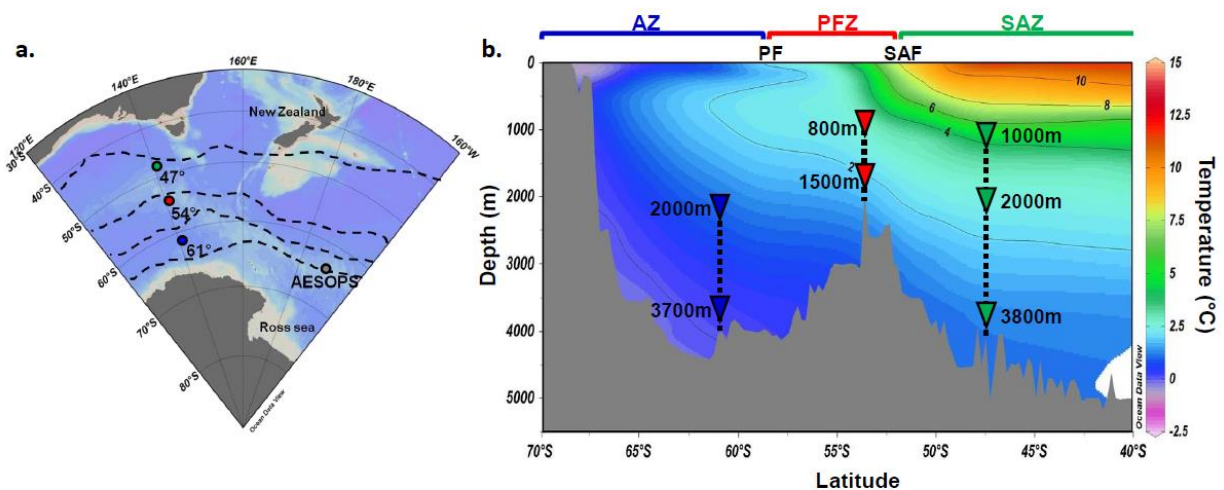 a.
120°E
140°E
160°E
180°E
160°W
30°S
40°S
50°S
60°S
70°S
80°S
New Zealand
47°
54°
61°
AESOPS
Ross sea
Ocean Data View
b.
AZ
PFZ
SAZ
PF
SAF
0
1000
2000
3000
4000
5000
Depth (m)
10
8
6
4
2
800m
1500m
1000m
2000m
3800m
2000m
3700m
Ocean Data View
70°S
65°S
60°S
55°S
50°S
45°S
40°S
Latitude
15
12.5
10
7.5
5
2.5
0
-2.5
Temperature (°C)